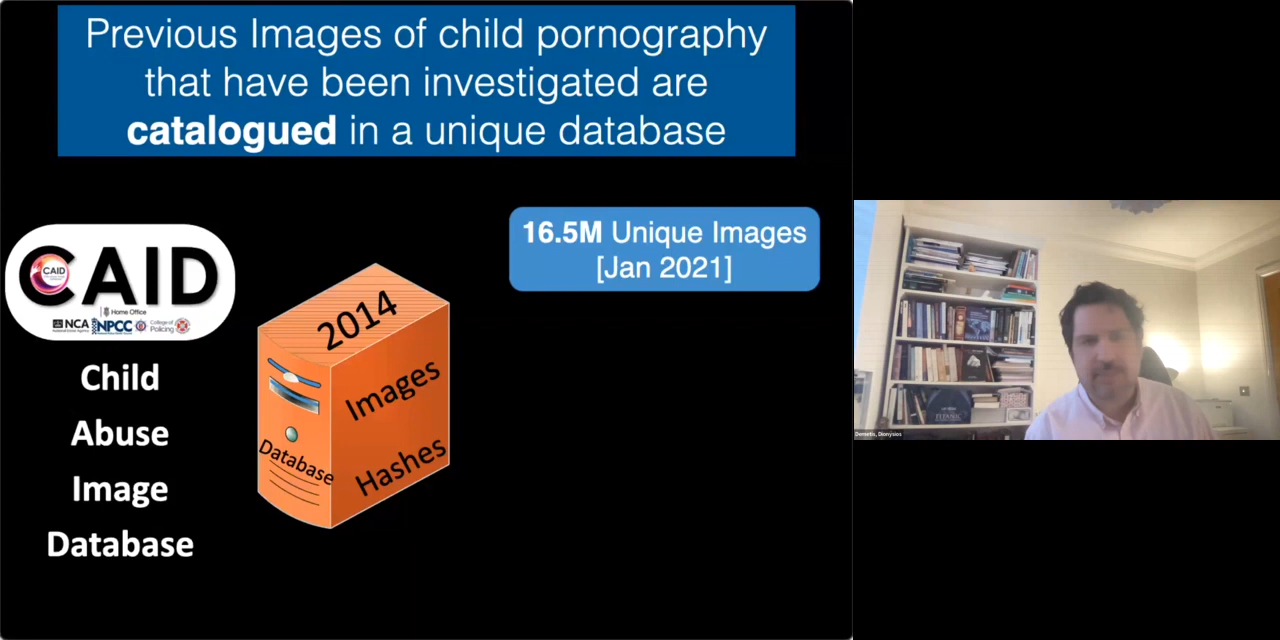 Previous Images of child pornography
that have been investigated are
catalogued in a unique database
16.5M Unique Images
[Jan 2021]
CAID
CAID
Home Office
NCA
NPCC
College of
Policing
Child
Abuse
Image
Database
2014
Images
Hashes
Database
TITANIC
Demetis, Dionysios